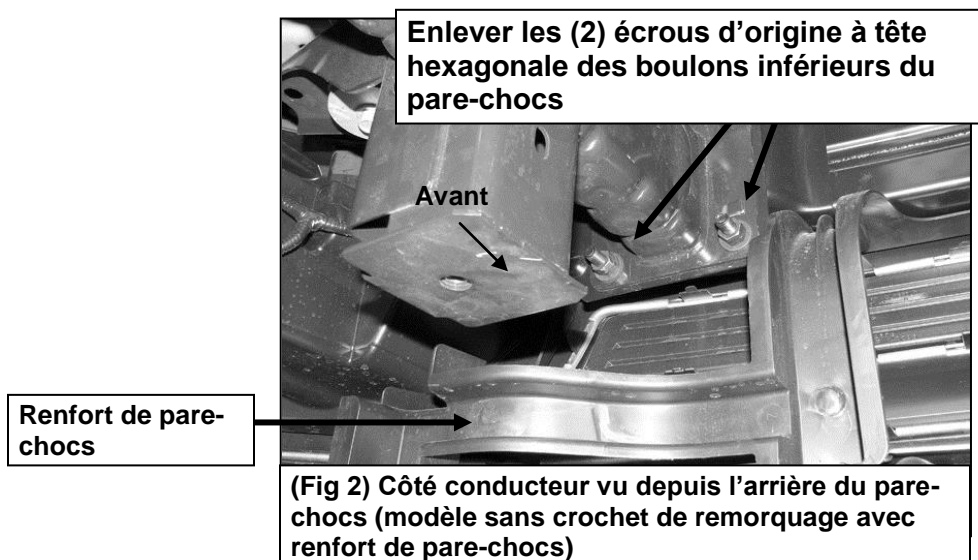 Enlever les (2) écrous d’origine à tête
hexagonale des boulons inférieurs du
pare-chocs
Avant
Renfort de pare-
chocs
(Fig 2) Côté conducteur vu depuis l’arrière du pare-
chocs (modèle sans crochet de remorquage avec
renfort de pare-chocs)